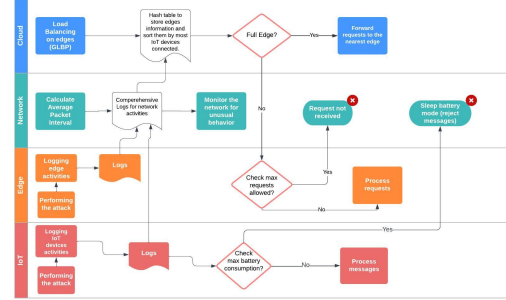 Cloud
Load
Balancing
on edges
(GLBP)
Hash table to
store edges
information and
sort them by most
IoT devices
connected.
Full Edge?
Yes
Forward
requests to the
nearest edge
Network
Calculate
Average
Packet
Interval
Comperehensive
Logs for network
activities
Monitor the
network for
unusual
behavior
No
Request not
received
Sleep battery
mode (reject
messages)
Edge
Logging
edge
activities
Logs
Performing
the attack
Check max
requests
allowed?
Yes
No
Process
requests
IoT
Logging
IoT
devices
activities
Logs
Performing
the attack
Check
max battery
consumption?
Yes
No
Process
messages